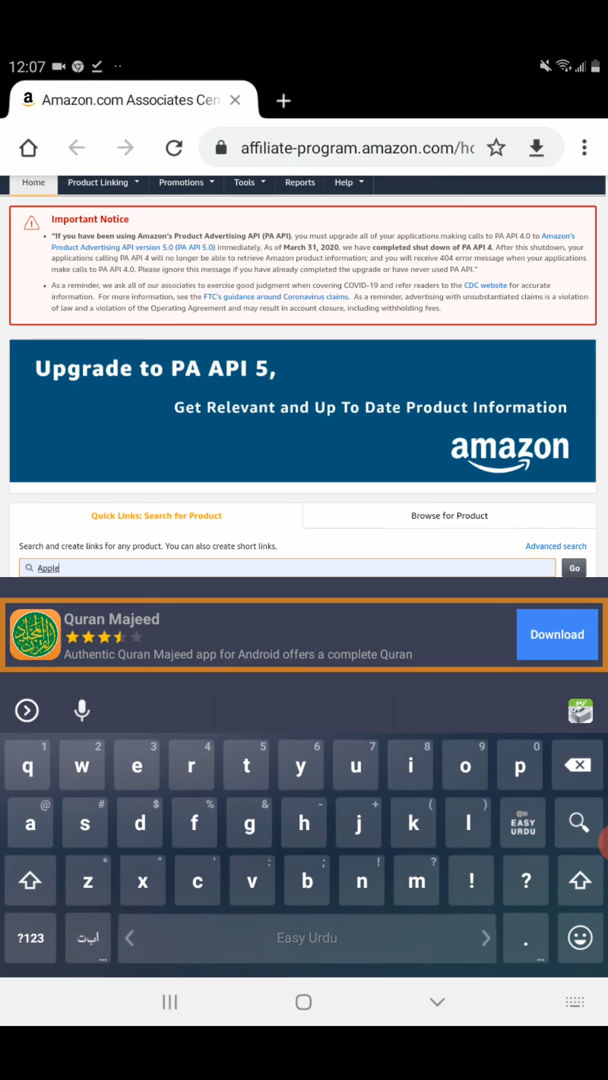 12:07
Amazon.com Associates Cen
affiliate-program.amazon.com/hc
Home Product Linking Promotions Tools Reports Help
Important Notice
"If you have been using Amazon's Product Advertising API (PA API), you must upgrade all of your applications making calls to PA API 4.0 to Amazon's
Product Advertising API version 5.0 (PA API 5.0) immediately. As of March 31, 2020, we have completed shut down of PA API 4. After this shutdown, your
applications calling PA API 4 will no longer be able to retrieve Amazon product information; and you will receive 404 error message when your applications
make calls to PA API 4.0. Please ignore this message if you have already completed the upgrade or have never used PA API."
As a reminder, we ask all of our associates to exercise good judgment when covering COVID-19 and refer readers to the CDC website for accurate
information. For more information, see the FTC's guidance around Coronavirus claims. As a reminder, advertising with unsubstantiated claims is a violation
of law and a violation of the Operating Agreement and may result in account closure, including withholding fees.
Upgrade to PA API 5,
Get Relevant and Up To Date Product Information
amazon
Quick Links: Search for Product Browse for Product
Search and create links for any product. You can also create short links. Advanced search
Apple Go
Quran Majeed
Authentic Quran Majeed app for Android offers a complete Quran
Download
1 2 3 4 5 6 7 8 9 0
q w e r t y u i o p
@ # $ % & - + ( )
a s d f g h j k l EASY URDU
* " ' : ; ! ?
z x c v b n m ! ?
?123 ابت Easy Urdu .